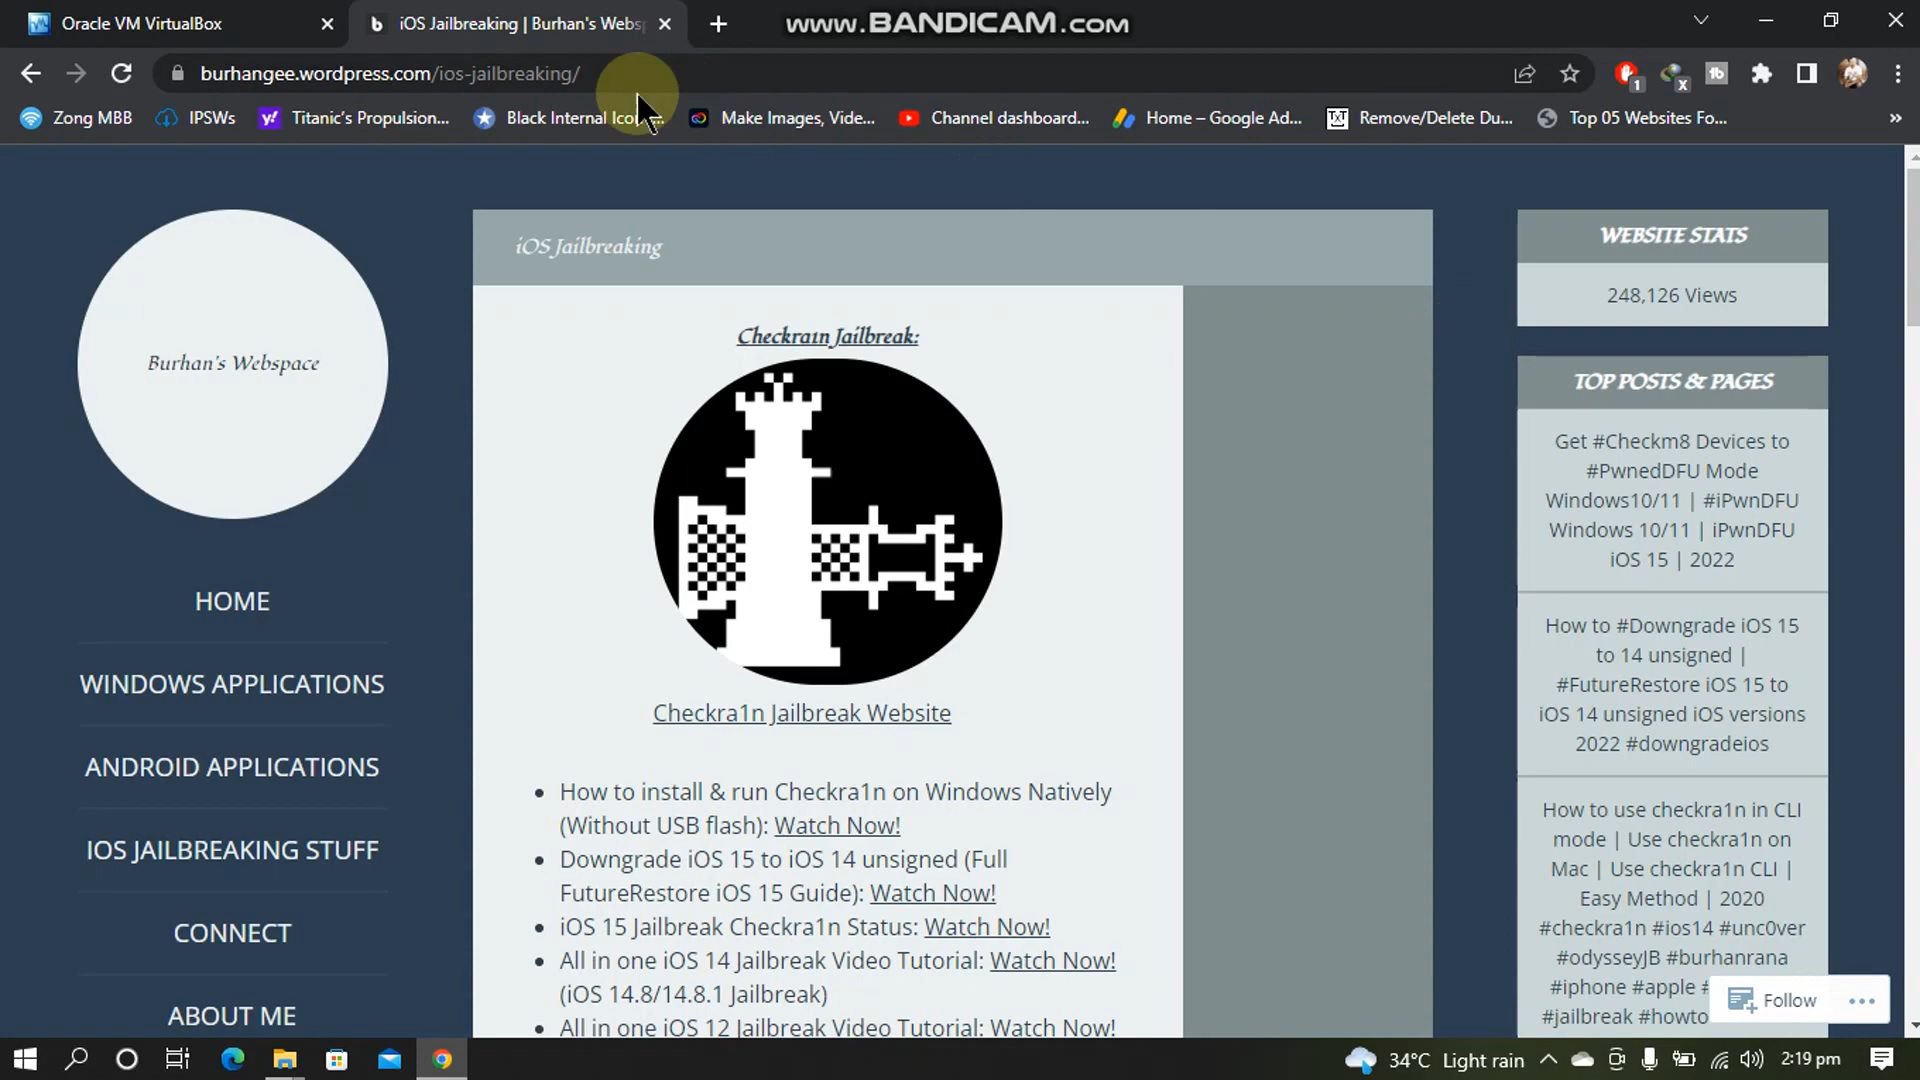 Oracle VM VirtualBox
iOS Jailbreaking | Burhan's Webs
www.BANDICAM.com
burhangee.wordpress.com/ios-jailbreaking/
Zong MBB
IPSWs
Titanic's Propulsion...
Black Internal Ico
Make Images, Vide...
Channel dashboard...
Home – Google Ad...
Remove/Delete Du...
Top 05 Websites Fo...
Burhan's Webspace
HOME
WINDOWS APPLICATIONS
ANDROID APPLICATIONS
IOS JAILBREAKING STUFF
CONNECT
ABOUT ME
iOS Jailbreaking
Checkra1n Jailbreak:
Checkra1n Jailbreak Website
• How to install & run Checkra1n on Windows Natively
(Without USB flash): Watch Now!
• Downgrade iOS 15 to iOS 14 unsigned (Full
FutureRestore iOS 15 Guide): Watch Now!
• iOS 15 Jailbreak Checkra1n Status: Watch Now!
• All in one iOS 14 Jailbreak Video Tutorial: Watch Now!
(iOS 14.8/14.8.1 Jailbreak)
• All in one iOS 12 Jailbreak Video Tutorial: Watch Now!
WEBSITE STATS
248,126 Views
TOP POSTS & PAGES
Get #Checkm8 Devices to
#PwnedDFU Mode
Windows10/11 | #iPwnDFU
Windows 10/11 | iPwnDFU
iOS 15 | 2022
How to #Downgrade iOS 15
to 14 unsigned |
#FutureRestore iOS 15 to
iOS 14 unsigned iOS versions
2022 #downgradeios
How to use checkra1n in CLI
mode | Use checkra1n on
Mac | Use checkra1n CLI |
Easy Method | 2020
#checkra1n #ios14 #unc0ver
#odysseyJB #burhanrana
#iphone #apple #
#jailbreak #howto
Follow
34°C Light rain
2:19 pm